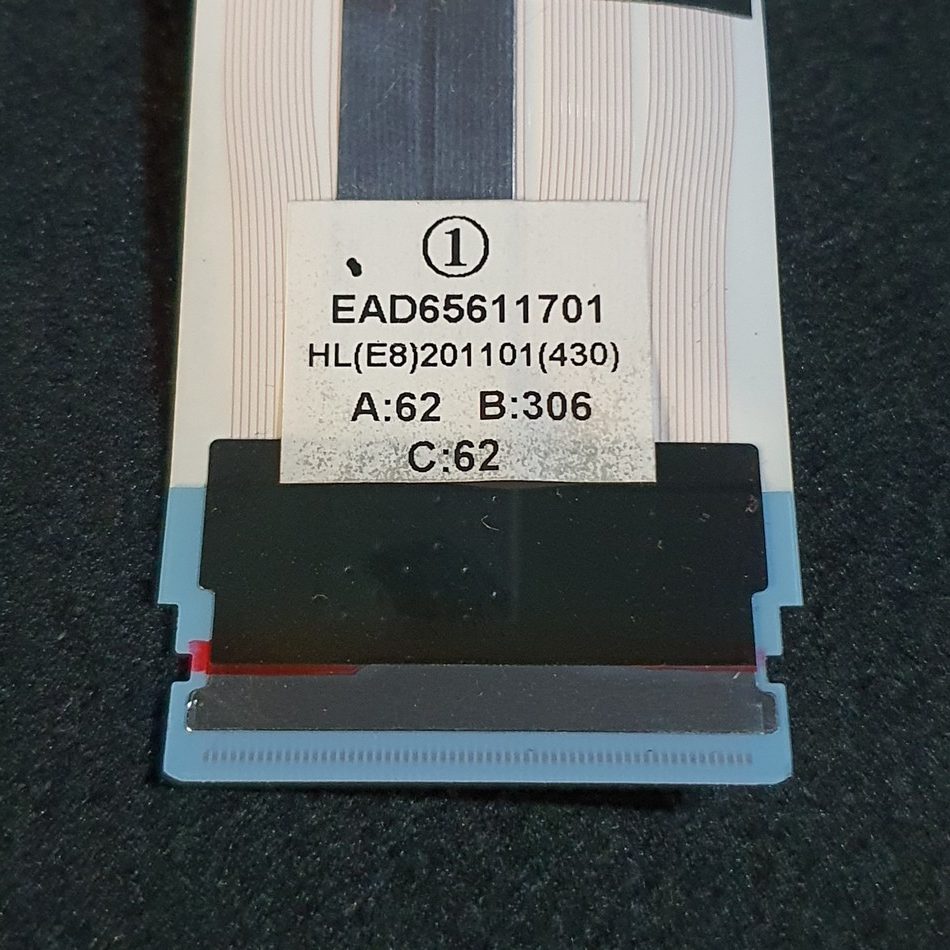 ①
EAD65611701
HL(E8)201101(430)
A:62 B:306
C:62